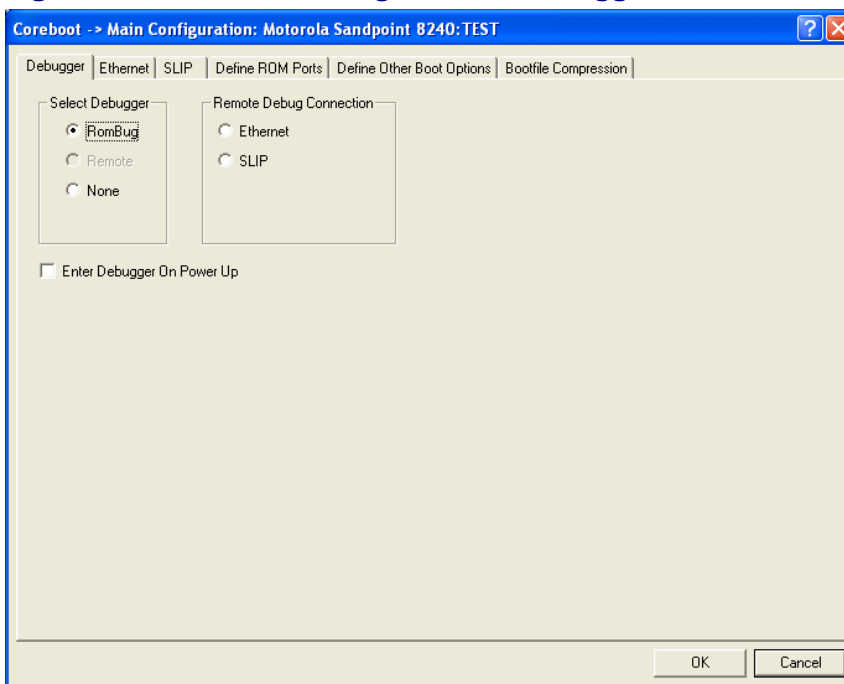 Coreboot -> Main Configuration: Motorola Sandpoint 8240:TEST
Debugger Ethernet SLIP Define ROM Ports Define Other Boot Options Bootfile Compression
Select Debugger
RomBug
Remote
None
Remote Debug Connection
Ethernet
SLIP
Enter Debugger On Power Up
OK Cancel